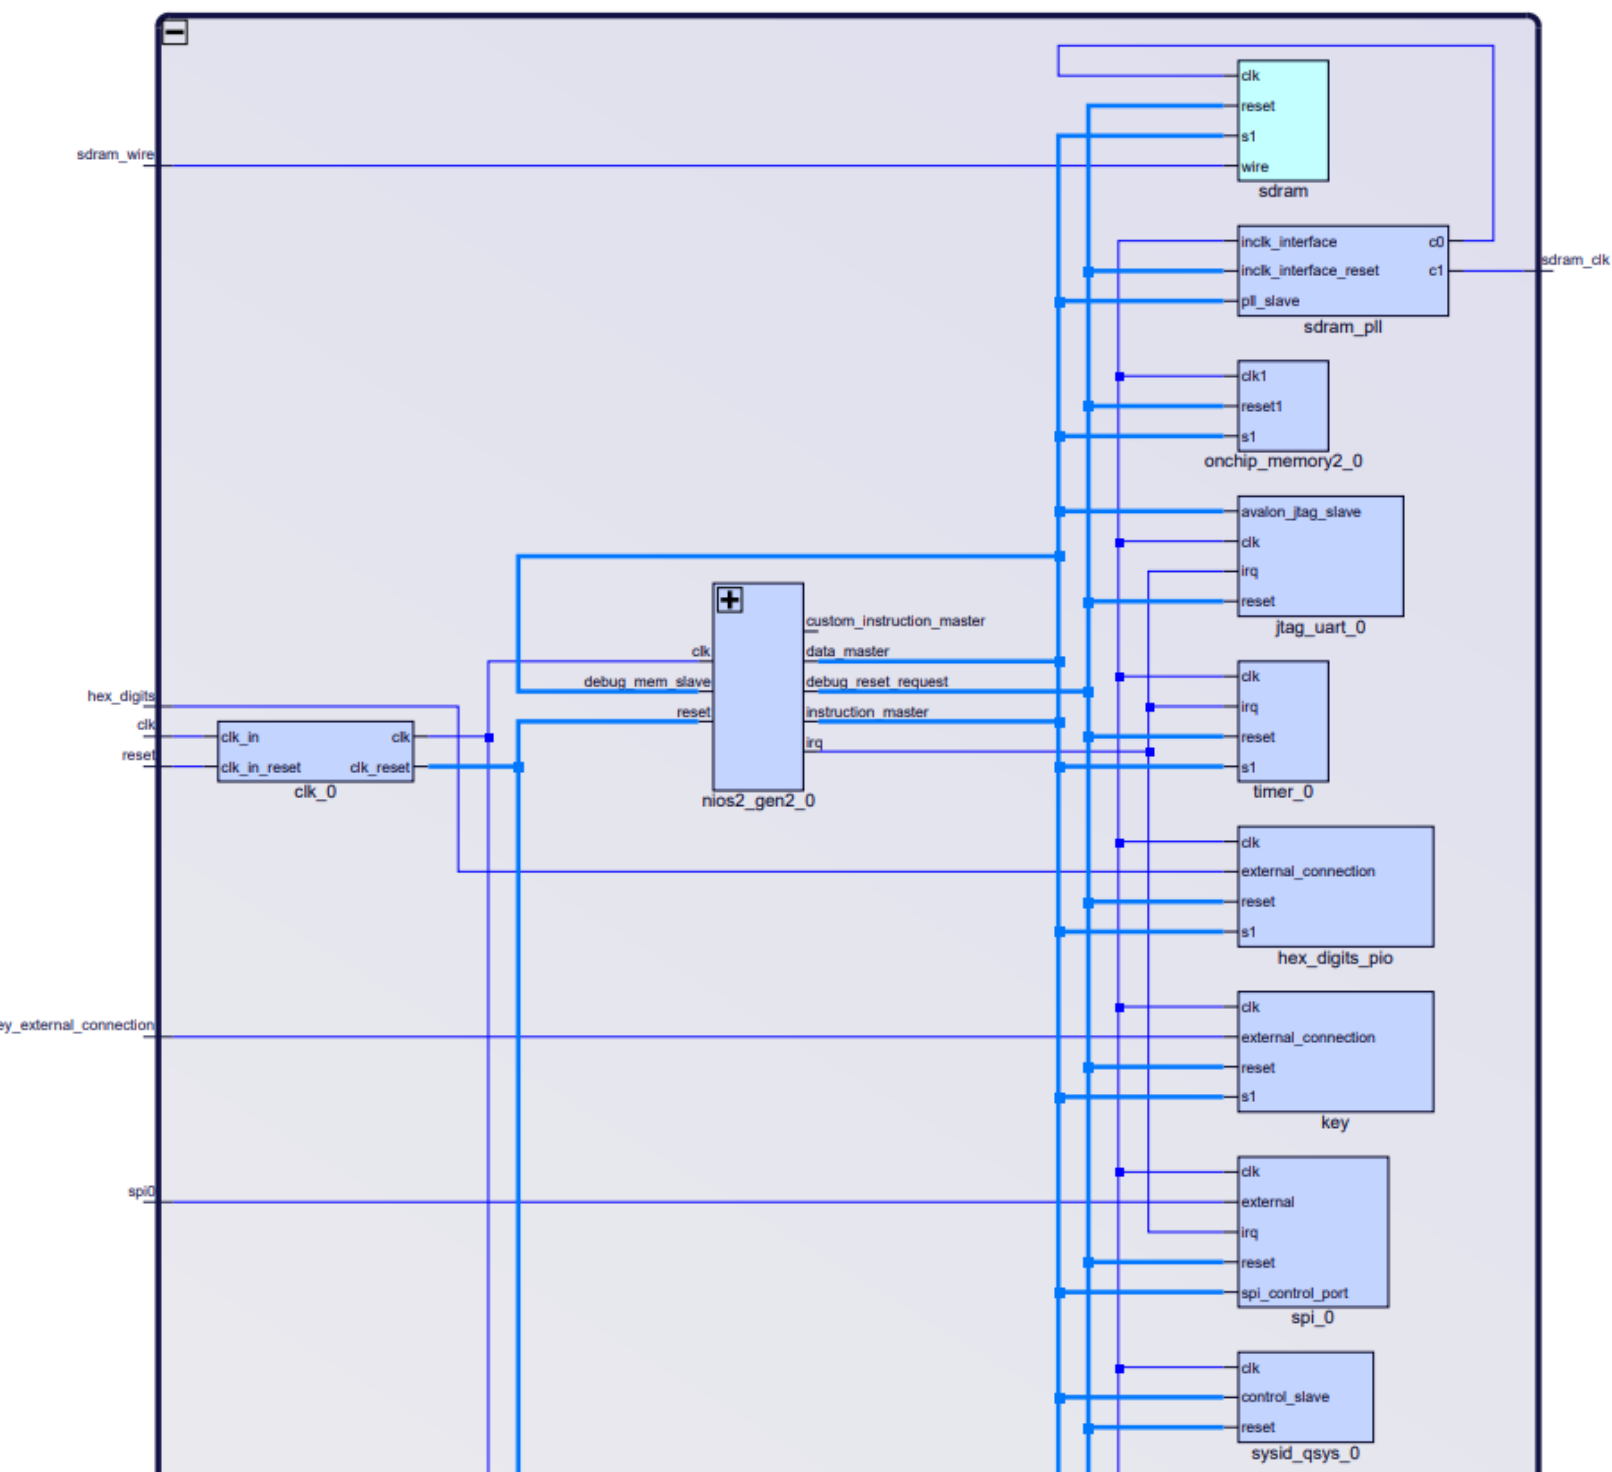 clk
reset
s1
wire
sdram
sdram_wire
inclk_interface c0
inclk_interface_reset c1
pll_slave
sdram_pll
sdram_clk
clk1
reset1
s1
onchip_memory2_0
avalon_jtag_slave
clk
irq
reset
jtag_uart_0
custom_instruction_master
clk data_master
debug_mem_slave debug_reset_request
reset instruction_master
irq
nios2_gen2_0
hex_digits
clk
reset
clk_in clk
clk_in_reset clk_reset
clk_0
clk
irq
reset
s1
timer_0
clk
external_connection
reset
s1
hex_digits_pio
ey_external_connection
clk
external_connection
reset
s1
key
spi0
clk
external
irq
reset
spi_control_port
spi_0
clk
control_slave
reset
sysid_qsys_0